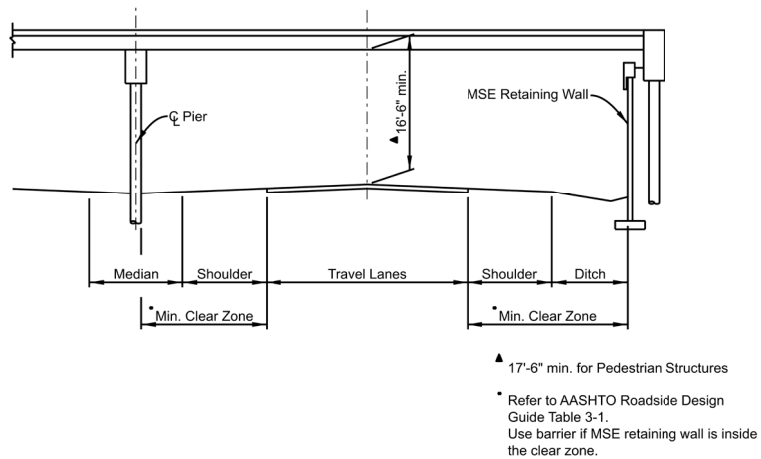 16'-6" min.
MSE Retaining Wall
℄ Pier
Median
Shoulder
Travel Lanes
Shoulder
Ditch
Min. Clear Zone
Min. Clear Zone
17'-6" min. for Pedestrian Structures
Refer to AASHTO Roadside Design
Guide Table 3-1.
Use barrier if MSE retaining wall is inside
the clear zone.